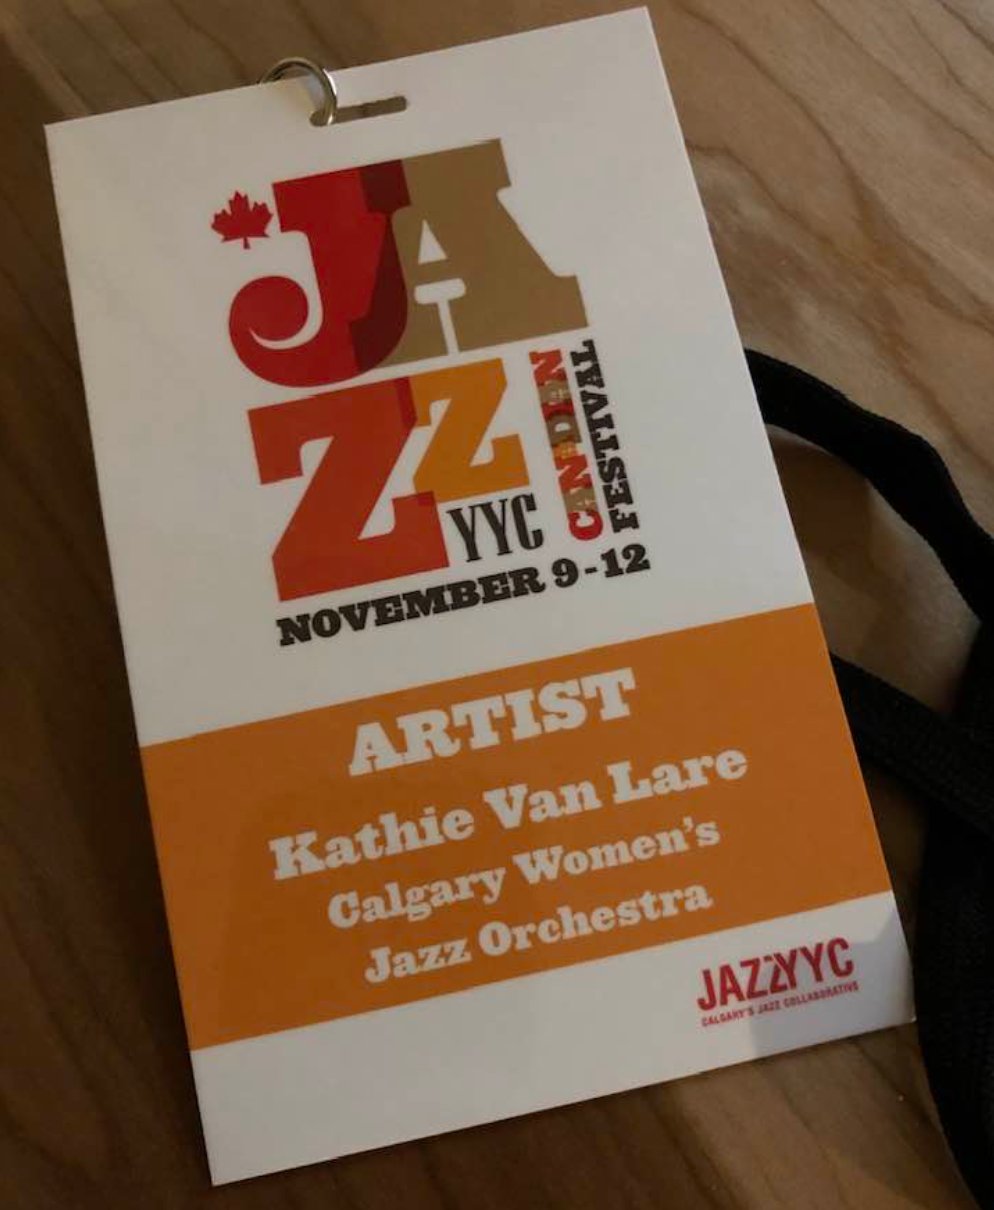 JAZZ
YYC
CANADIAN
FESTIVAL
NOVEMBER 9-12
ARTIST
Kathie Van Lare
Calgary Women's
Jazz Orchestra
JAZZYYC
CALGARY'S JAZZ COLLABORATIVE